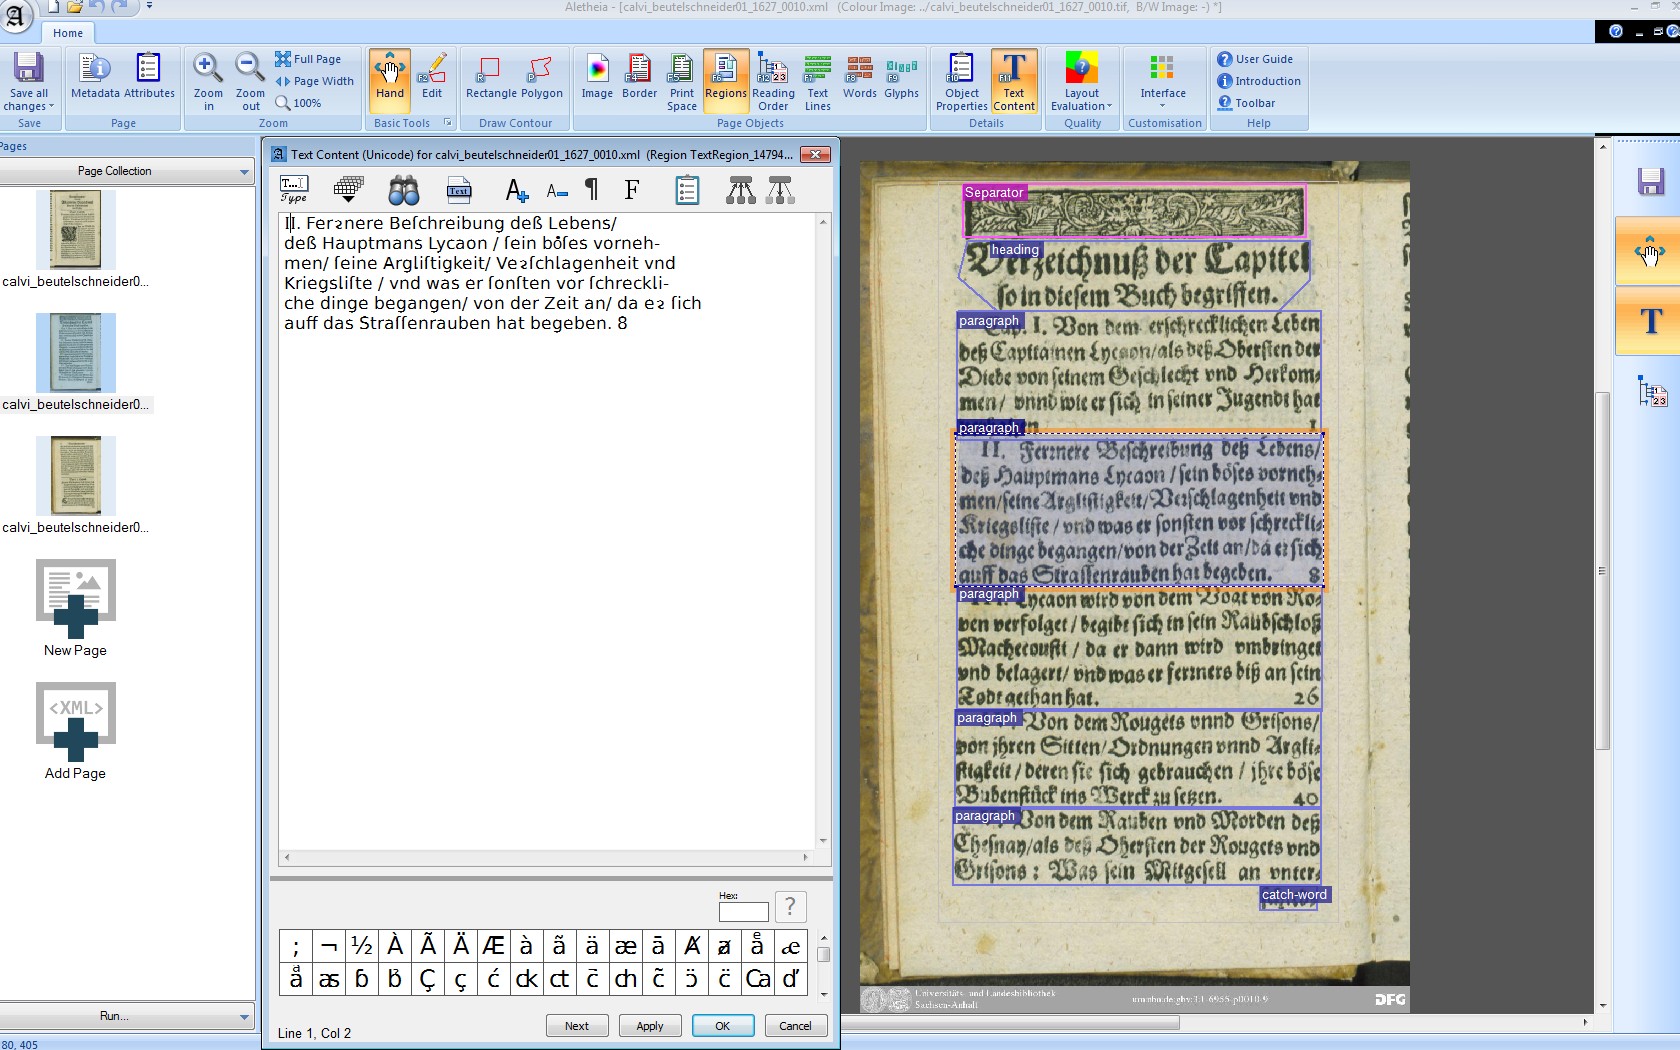 Aletheia - [calvi_beutelschneider01_1627_0010.xml (Colour Image: ../calvi_beutelschneider01_1627_0010.tif, B/W Image: -) *]
Home
Save all changes
Metadata Attributes
Zoom in
Zoom out
Full Page
Page Width
100%
Hand
Edit
Rectangle Polygon
Image
Border
Print Space
Regions
Reading Order
Text Lines
Words
Glyphs
Object Properties
Text Content
Layout Evaluation
Interface
User Guide
Introduction
Toolbar
Save
Page
Zoom
Basic Tools
Draw Contour
Page Objects
Details
Quality
Customisation
Help
Pages
Page Collection
calvi_beutelschneider0...
calvi_beutelschneider0...
calvi_beutelschneider0...
New Page
<XML>
Add Page
Run...
80, 405
Text Content (Unicode) for calvi_beutelschneider01_1627_0010.xml (Region TextRegion_14794...
II. Ferꝛnere Beſchreibung deß Lebens/
deß Hauptmans Lycaon / ſein boͤſes vorneh-
men/ ſeine Argliſtigkeit/ Veꝛſchlagenheit vnd
Kriegsliſte / vnd was er ſonſten vor ſchreckli-
che dinge begangen/ von der Zeit an/ da eꝛ ſich
auff das Straſſenrauben hat begeben. 8
Hex:
?
; ¬ ½ À Ã Ä Æ à ã ä æ ā
Ç ç ć
Line 1, Col 2
Next
Apply
OK
Cancel
Separator
heading
Verzeichnuß der Capitel
ſo in dieſem Buch begriffen.
paragraph
Cap. I. Von dem erſchrecklichen Leben
deß Capitainen Lycaon/als deß Oberſten der
Diebe von ſeinem Geſchlecht vnd Herkom⸗
men/ vnnd wie er ſich in ſeiner Jugendt hat
1
paragraph
II. Ferꝛnere Beſchreibung deß Lebens/
deß Hauptmans Lycaon /ſein böſes vorneh⸗
men/ſeine Argliſtigkeit/Veꝛſchlagenheit vnd
Kriegsliſte /vnd was er ſonſten vor ſchreckli⸗
che dinge begangen/von der Zeit an/da eꝛ ſich
auff das Straſſenrauben hat begeben. 8
paragraph
Lycaon wird von dem Vogt von Ro⸗
ven verfolget / begibt ſich in ſein Raubſchloß
Machecouſti / da er dann wird vmbringet
vnd belagert/ vnd was er ferꝛners biß an ſein
Todt gethan hat. 26
paragraph
Von dem Rougets vnnd Griſons/
von jhren Sitten/Ordnungen vnnd Argli⸗
ſtigkeit /deren ſie ſich gebrauchen / jhre böſe
Bubenſtück ins Werck zu ſetzen. 40
paragraph
Von dem Rauben vnd Morden deß
Cheſnay/als deß Oberſten der Rougets vnd
Griſons : Was ſein Mitgeſell an vnter⸗
catch-word
Universitäts- und Landesbibliothek
Sachsen-Anhalt
urn:nbn:de:gbv:3:1-6955-p0010-9
DFG